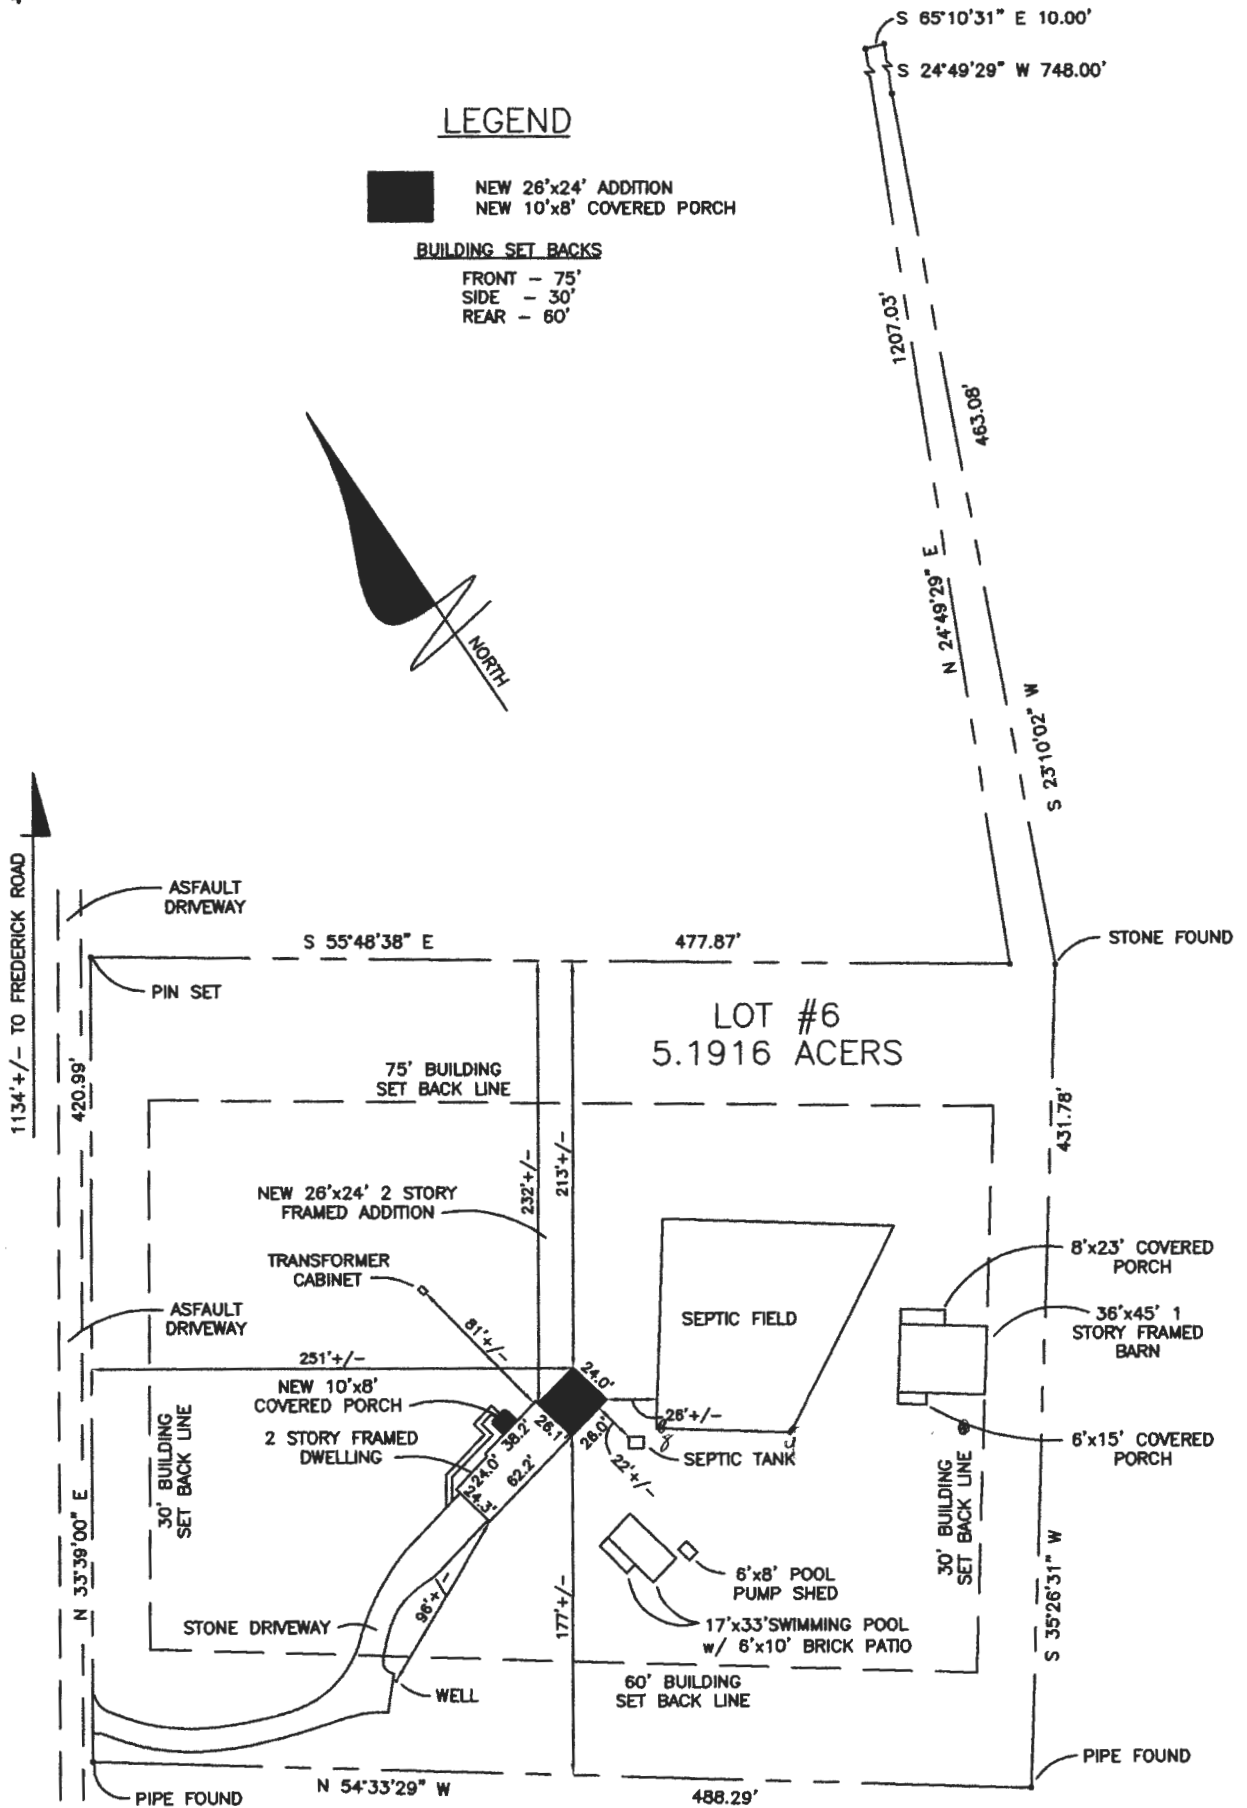 S 65°10'31" E 10.00'
S 24°49'29" W 748.00'
LEGEND
NEW 26'x24' ADDITION
NEW 10'x8' COVERED PORCH
BUILDING SET BACKS
FRONT - 75'
SIDE - 30'
REAR - 60'
1207.03'
463.08'
N 24°49'29" E
S 23°10'02" W
NORTH
1134'+/- TO FREDERICK ROAD
ASFAULT
DRIVEWAY
S 55°48'38" E
477.87'
STONE FOUND
PIN SET
LOT #6
5.1916 ACERS
420.99'
75' BUILDING
SET BACK LINE
431.78'
232'+/-
213'+/-
NEW 26'x24' 2 STORY
FRAMED ADDITION
TRANSFORMER
CABINET
8'x23' COVERED
PORCH
ASFAULT
DRIVEWAY
81'+/-
SEPTIC FIELD
36'x45' 1
STORY FRAMED
BARN
251'+/-
24.0'
NEW 10'x8'
COVERED PORCH
26'+/-
38.2'
26.1'
26.0'
2 STORY FRAMED
DWELLING
SEPTIC TANK
6'x15' COVERED
PORCH
24.0'
62.2'
24.3'
22'+/-
30' BUILDING
SET BACK LINE
30' BUILDING
SET BACK LINE
N 33°39'00" E
S 35°26'31" W
6'x8' POOL
PUMP SHED
96'+/-
177'+/-
STONE DRIVEWAY
17'x33'SWIMMING POOL
w/ 6'x10' BRICK PATIO
WELL
60' BUILDING
SET BACK LINE
PIPE FOUND
N 54°33'29" W
488.29'
PIPE FOUND